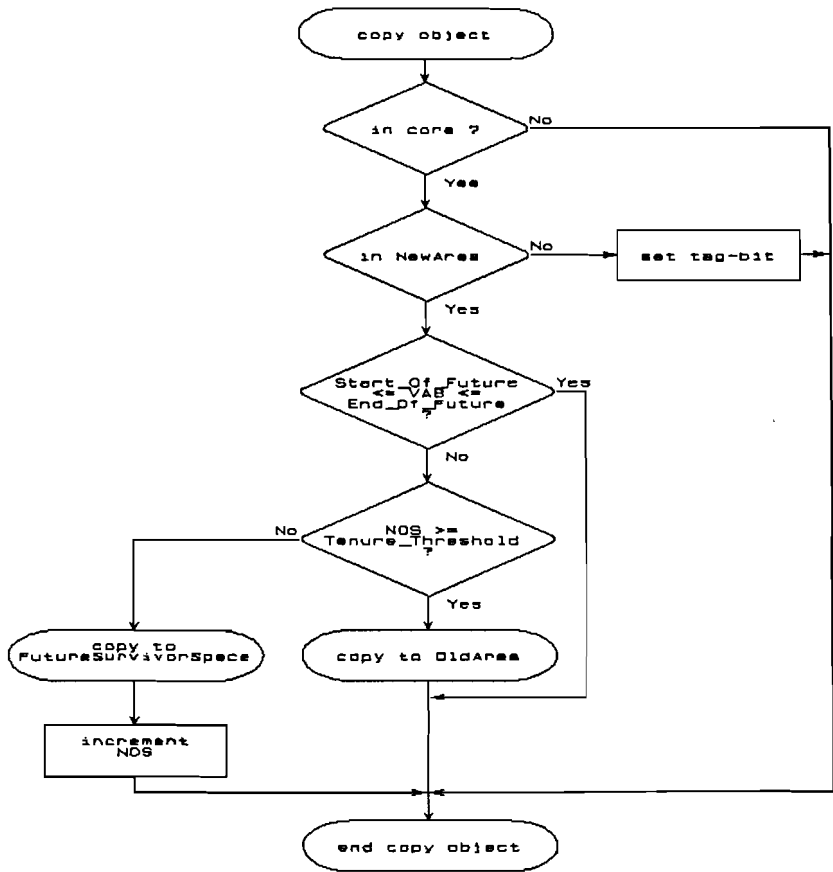 copy object
in core ?
No
Yes
in NewArea
No
set tag-bit
Yes
Start_Of_Future
<= VAB <=
End_Of_Future
?
Yes
No
NOS >=
Tenure_Threshold
?
No
Yes
copy to
FutureSurvivorSpace
copy to OldArea
increment
NOS
end copy object